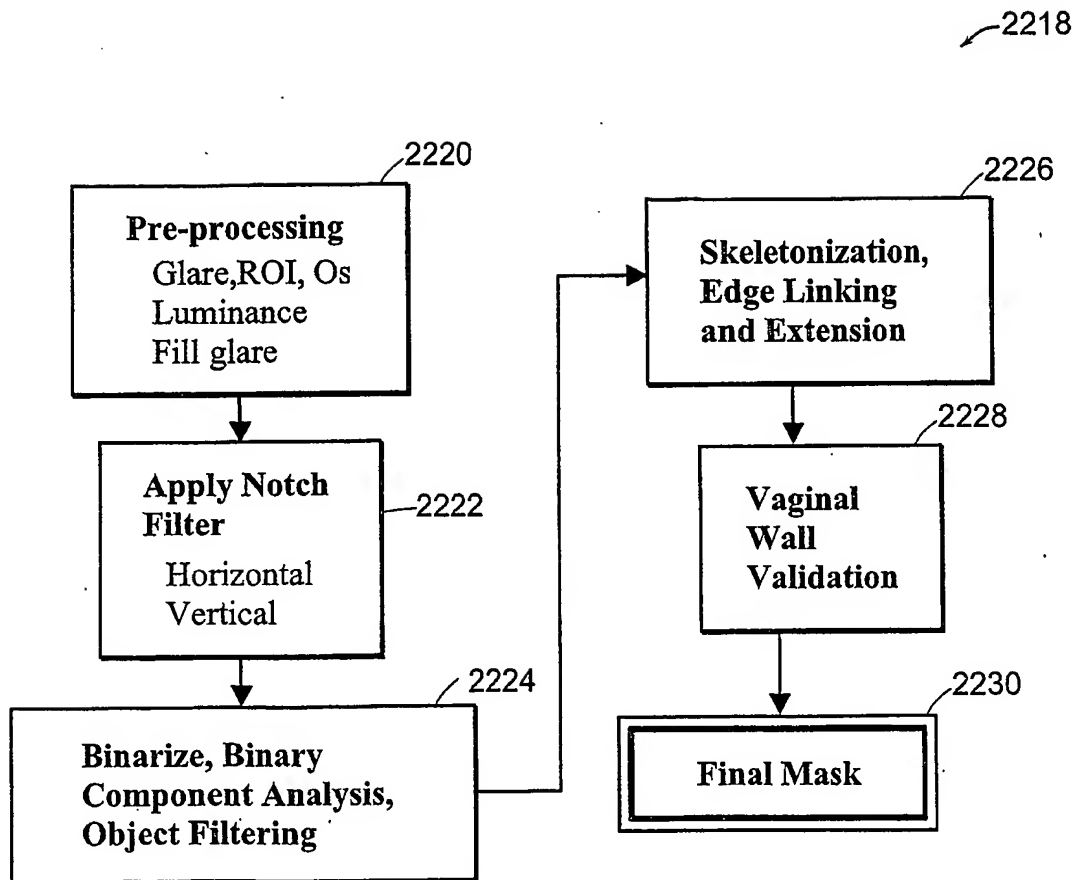 2218
2220
Pre-processing
Glare,ROI, Os
Luminance
Fill glare
2222
Apply Notch
Filter
Horizontal
Vertical
2224
Binarize, Binary
Component Analysis,
Object Filtering
2226
Skeletonization,
Edge Linking
and Extension
2228
Vaginal
Wall
Validation
2230
Final Mask